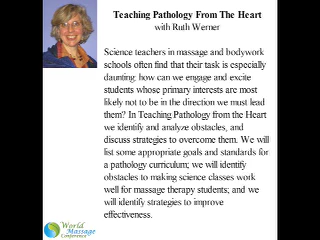 Teaching Pathology From The Heart
with Ruth Werner
Science teachers in massage and bodywork
schools often find that their task is especially
daunting: how can we engage and excite
students whose primary interests are most
likely not to be in the direction we must lead
them? In Teaching Pathology from the Heart
we identify and analyze obstacles, and
discuss strategies to overcome them. We will
list some appropriate goals and standards for
a pathology curriculum; we will identify
obstacles to making science classes work
well for massage therapy students; and we
will identify strategies to improve
effectiveness.
World
Massage
Conference